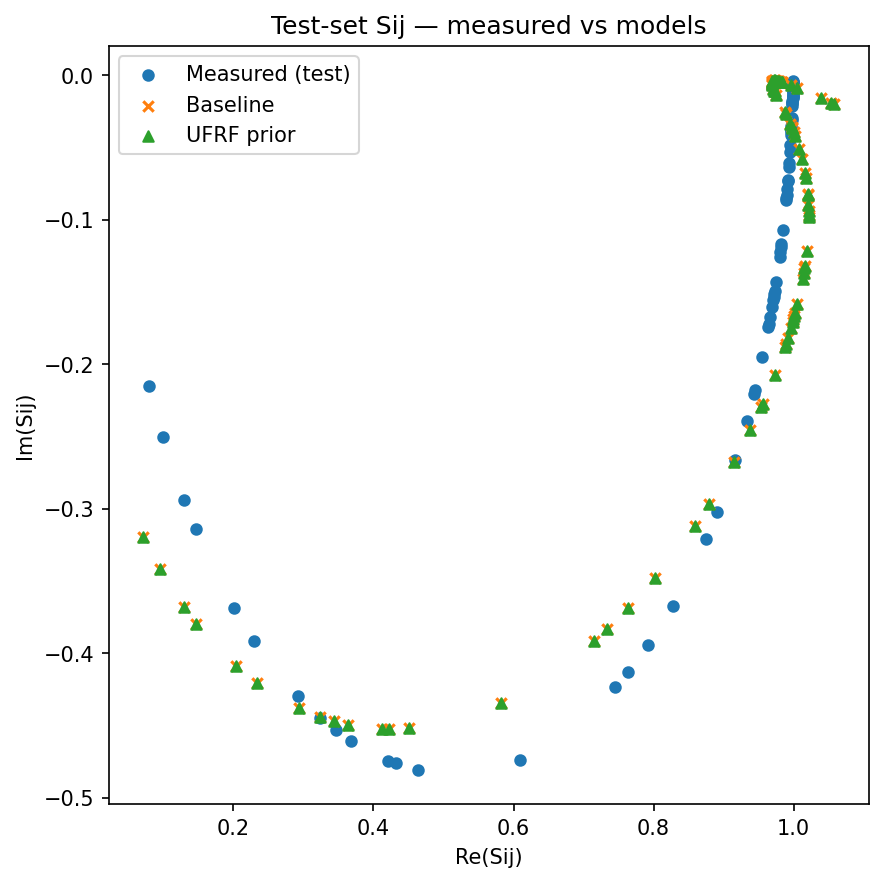 Test-set Sij — measured vs models
Measured (test)
Baseline
UFRF prior
0.0
−0.1
−0.2
−0.3
−0.4
−0.5
Im(Sij)
0.2
0.4
0.6
0.8
1.0
Re(Sij)